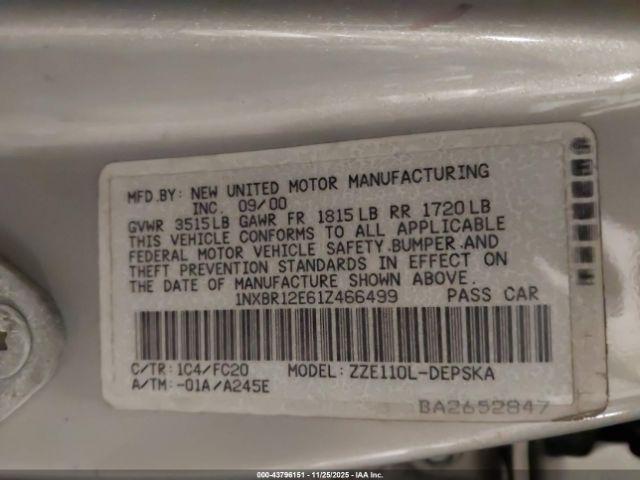 MFD.BY: NEW UNITED MOTOR MANUFACTURING
INC. 09/00
GVWR 3515LB GAWR FR 1815LB RR 1720LB
THIS VEHICLE CONFORMS TO ALL APPLICABLE
FEDERAL MOTOR VEHICLE SAFETY.BUMPER.AND
THEFT PREVENTION STANDARDS IN EFFECT ON
THE DATE OF MANUFACTURE SHOWN ABOVE.
1NXBR12E61Z466499 PASS CAR
C/TR: 1C4/FC20 MODEL: ZZE110L-DEPSKA
A/TM: -01A/A245E
BA2652847
000-43796151 - 11/25/2025 - IAA Inc.